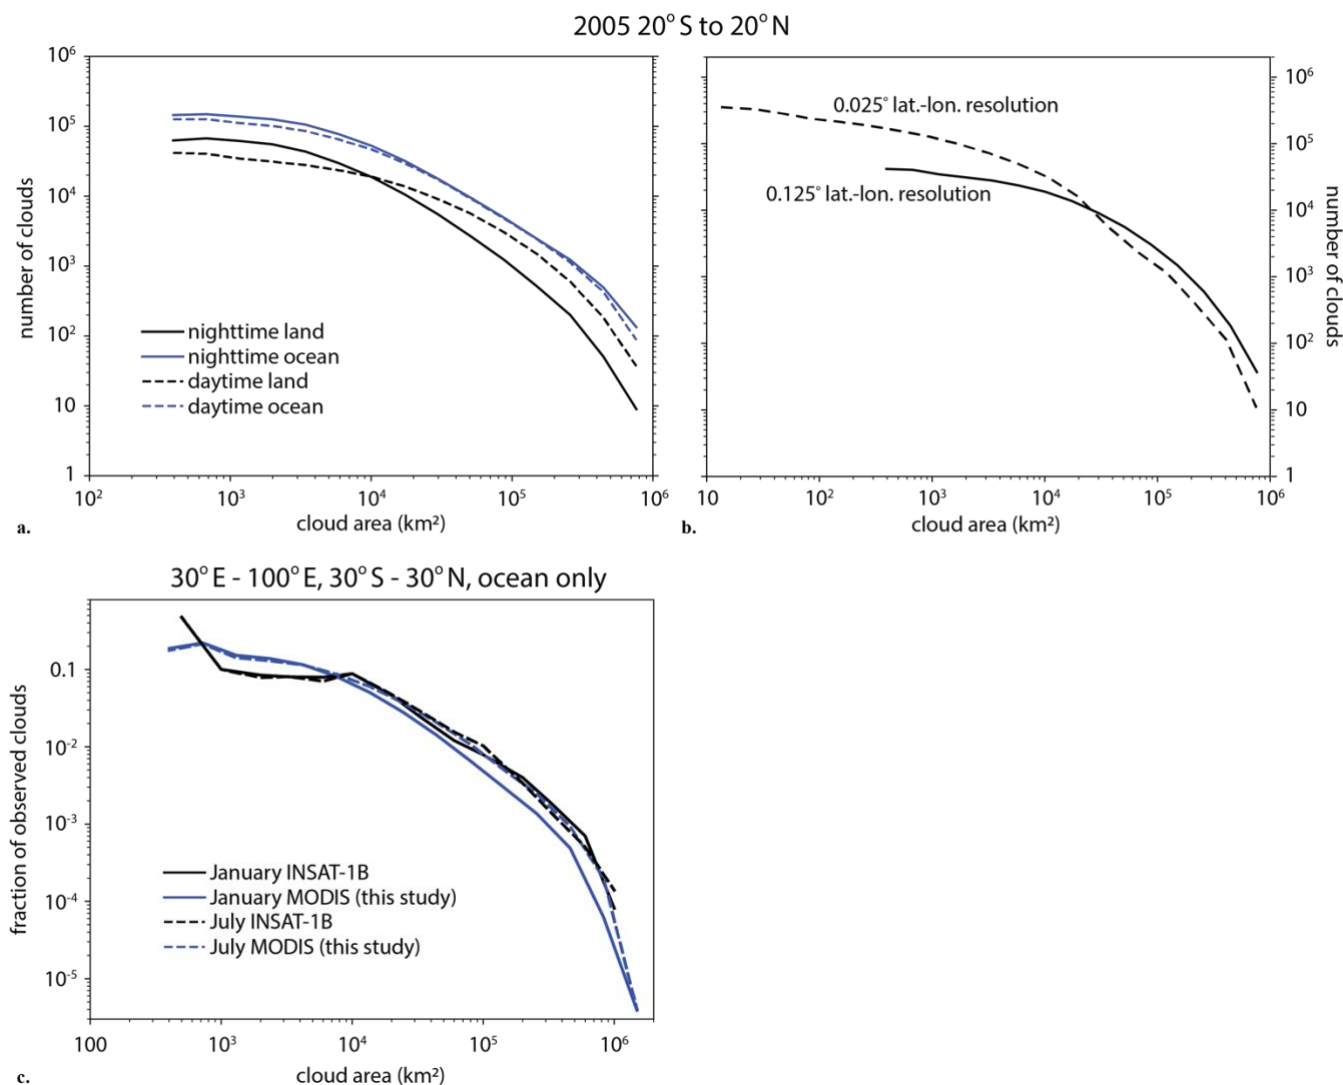 2005 20° S to 20° N
10⁶
10⁵
10⁴
10³
10²
10
1
number of clouds
nighttime land
nighttime ocean
daytime land
daytime ocean
10² 10³ 10⁴ 10⁵ 10⁶
cloud area (km²)
a.
0.025° lat.-lon. resolution
0.125° lat.-lon. resolution
10⁶
10⁵
10⁴
10³
10²
10
1
number of clouds
10 10² 10³ 10⁴ 10⁵ 10⁶
cloud area (km²)
b.
30° E - 100° E, 30° S - 30° N, ocean only
0.1
10⁻²
10⁻³
10⁻⁴
10⁻⁵
fraction of observed clouds
January INSAT-1B
January MODIS (this study)
July INSAT-1B
July MODIS (this study)
100 10³ 10⁴ 10⁵ 10⁶
cloud area (km²)
c.